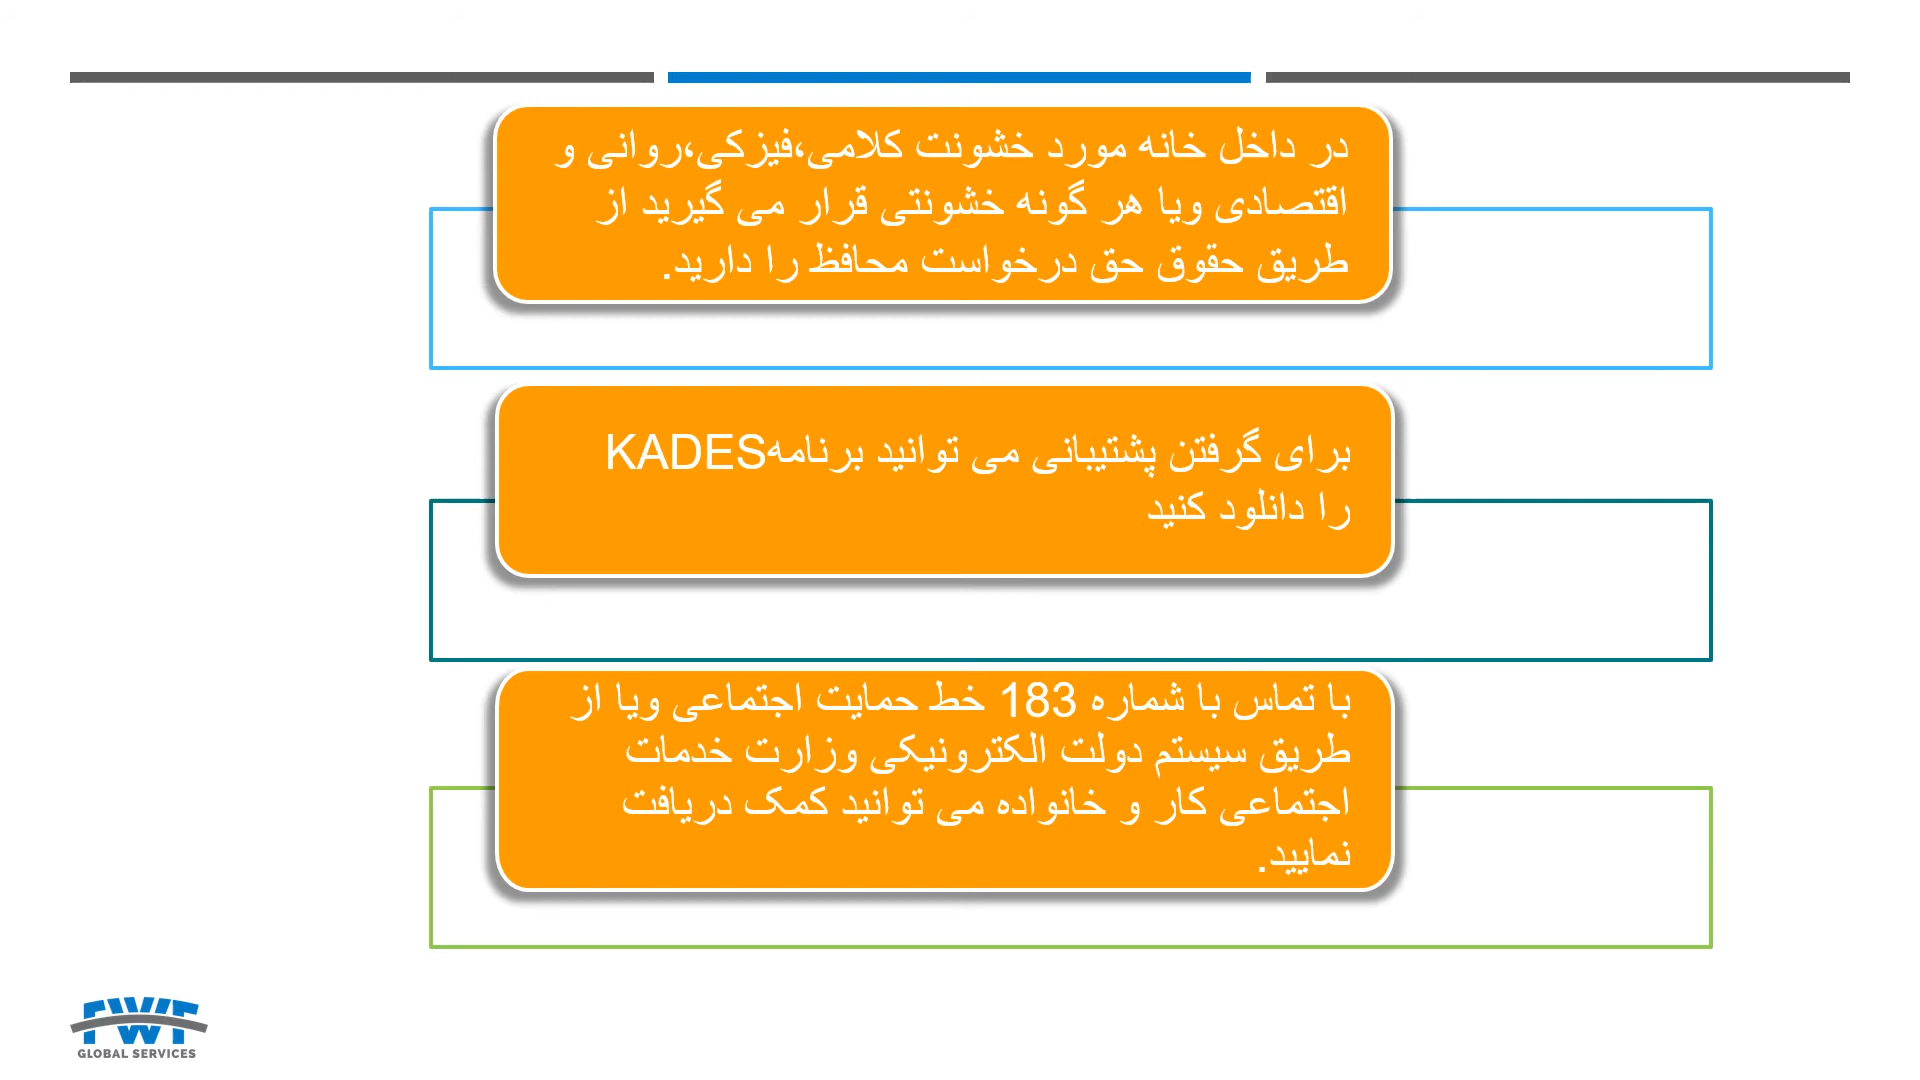 در داخل خانه مورد خشونت کلامی،فیزکی،روانی و
اقتصادی ویا هر گونه خشونتی قرار می گیرید از
طریق حقوق حق درخواست محافظ را دارید.
برای گرفتن پشتیبانی می توانید برنامهKADES
را دانلود کنید
با تماس با شماره 183 خط حمایت اجتماعی ویا از
طریق سیستم دولت الکترونیکی وزارت خدمات
اجتماعی کار و خانواده می توانید کمک دریافت
نمایید.
FWF
GLOBAL SERVICES